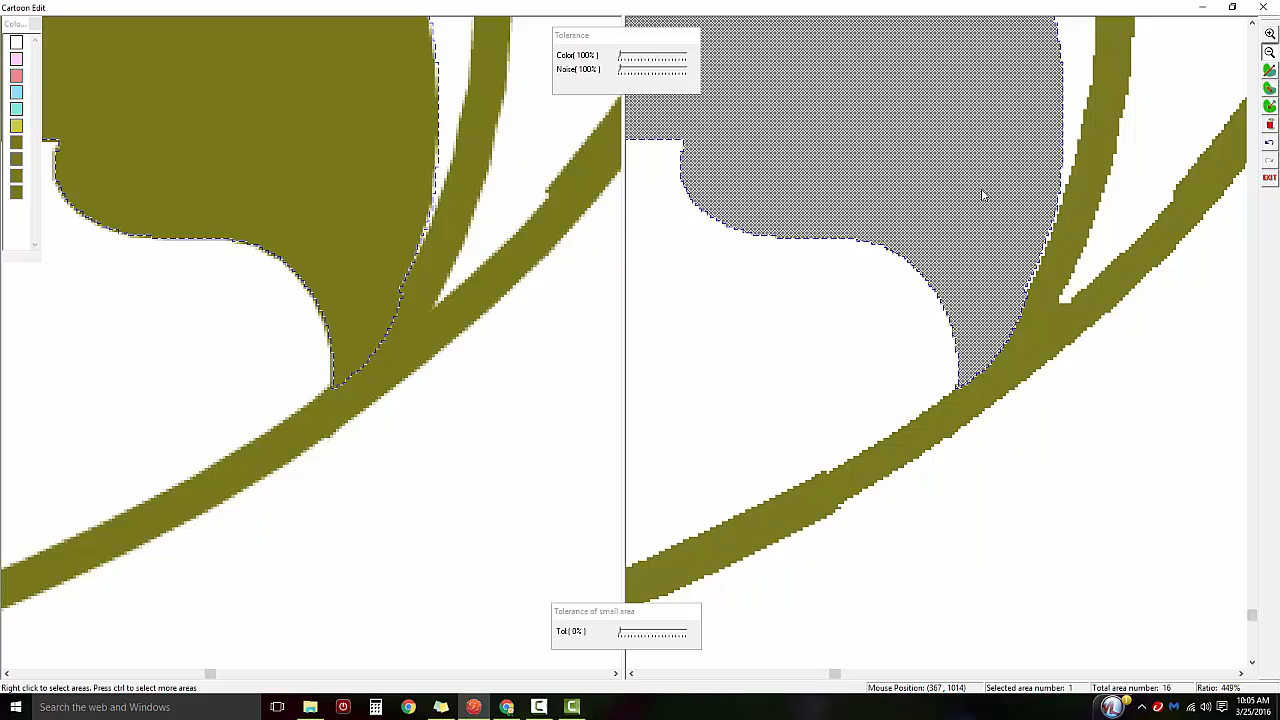 Cartoon Edit
Colo...
Tolerance
Color( 100% )
Noise( 100% )
EXIT
Tolerance of small area
Tol:( 0% )
Right click to select areas. Press ctrl to select more areas
Mouse Position: (367, 1014)
Selected area number: 1
Total area number: 16
Ratio: 449%
Search the web and Windows
10:05 AM
3/25/2016